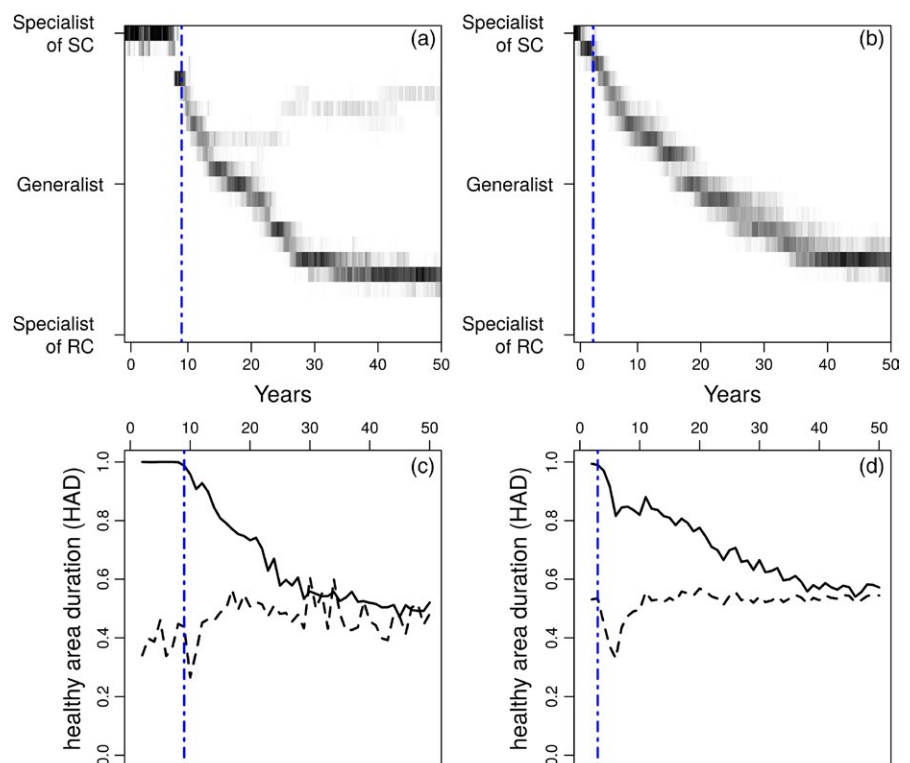 Specialist
of SC
(a)
Generalist
Specialist
of RC
0 10 20 30 40 50
Years
Specialist
of SC
(b)
Generalist
Specialist
of RC
0 10 20 30 40 50
Years
0 10 20 30 40 50
(c)
healthy area duration (HAD)
1.0
0.8
0.6
0.4
0.2
0.0
0 10 20 30 40 50
(d)
healthy area duration (HAD)
1.0
0.8
0.6
0.4
0.2
0.0